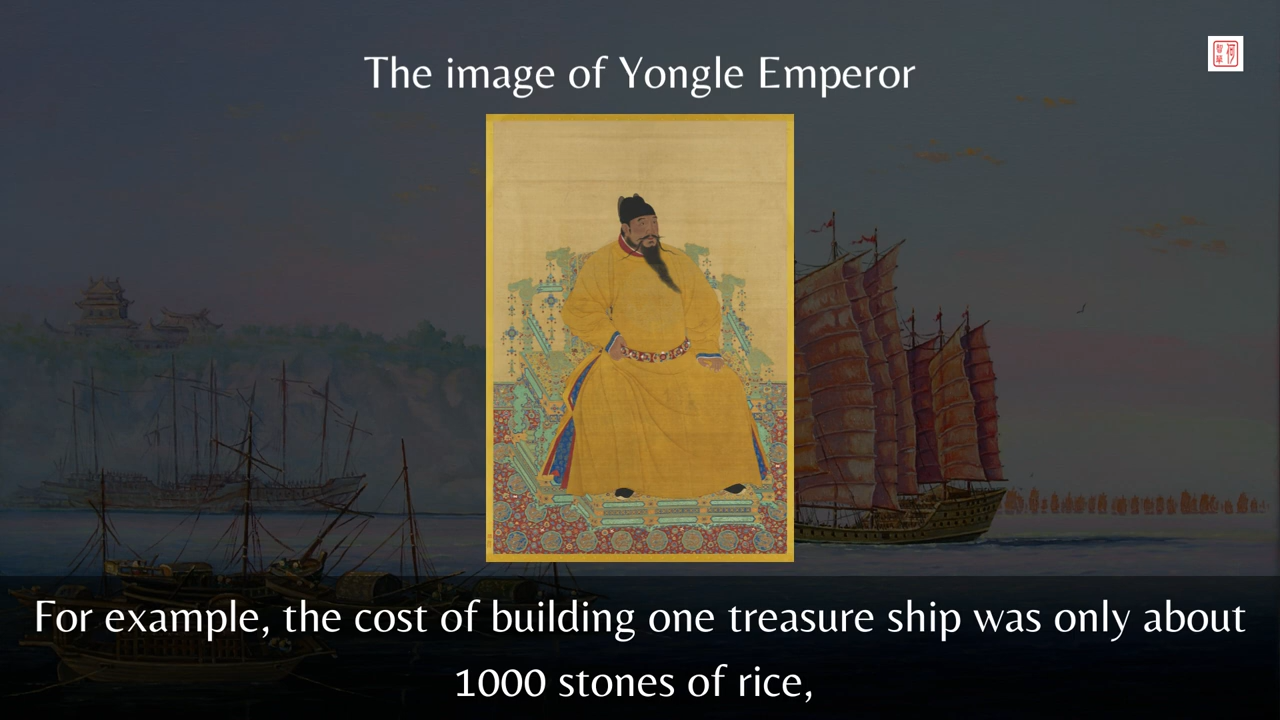 The image of Yongle Emperor
For example, the cost of building one treasure ship was only about
1000 stones of rice,